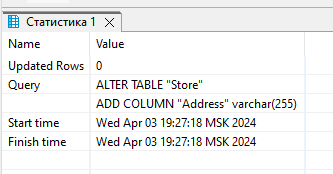 Статистика 1
Name Value
Updated Rows 0
Query ALTER TABLE "Store"
ADD COLUMN "Address" varchar(255)
Start time Wed Apr 03 19:27:18 MSK 2024
Finish time Wed Apr 03 19:27:18 MSK 2024